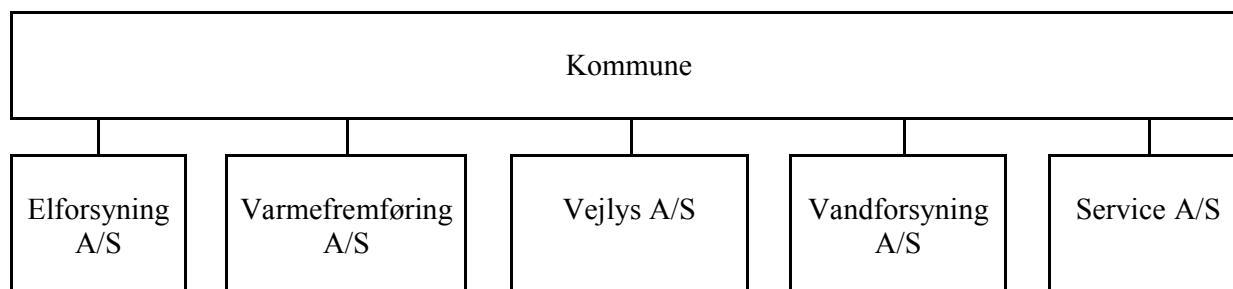 Kommune
Elforsyning
A/S
Varmefremføring
A/S
Vejlys A/S
Vandforsyning
A/S
Service A/S